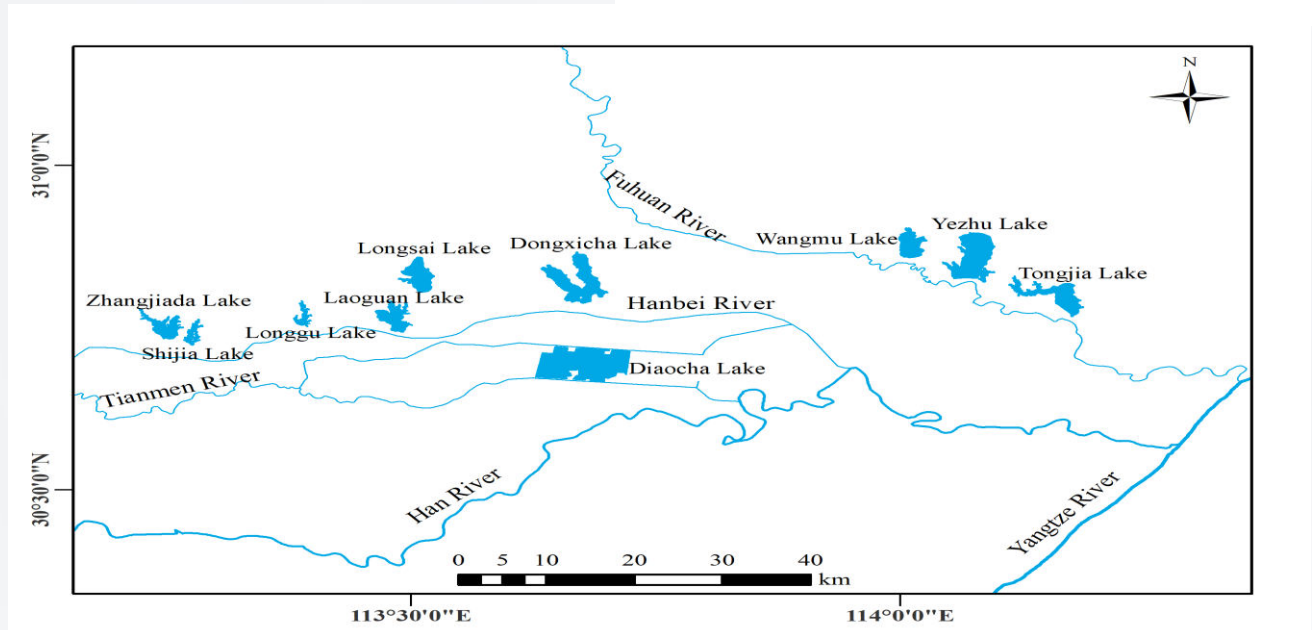 N
31°0'0"N
Fuhuan River
Wangmu Lake
Yezhu Lake
Longsai Lake
Dongxicha Lake
Tongjia Lake
Zhangjiada Lake
Laoguan Lake
Hanbei River
Longgu Lake
Shijia Lake
Diaocha Lake
Tianmen River
30°30'0"N
Han River
Yangtze River
0 5 10 20 30 40
km
113°30'0"E
114°0'0"E